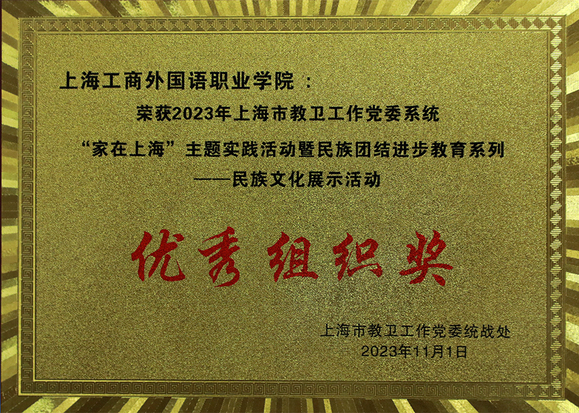 上海工商外国语职业学院：
荣获2023年上海市教卫工作党委系统
“家在上海”主题实践活动暨民族团结进步教育系列
——民族文化展示活动
优秀组织奖
上海市教卫工作党委统战处
2023年11月1日